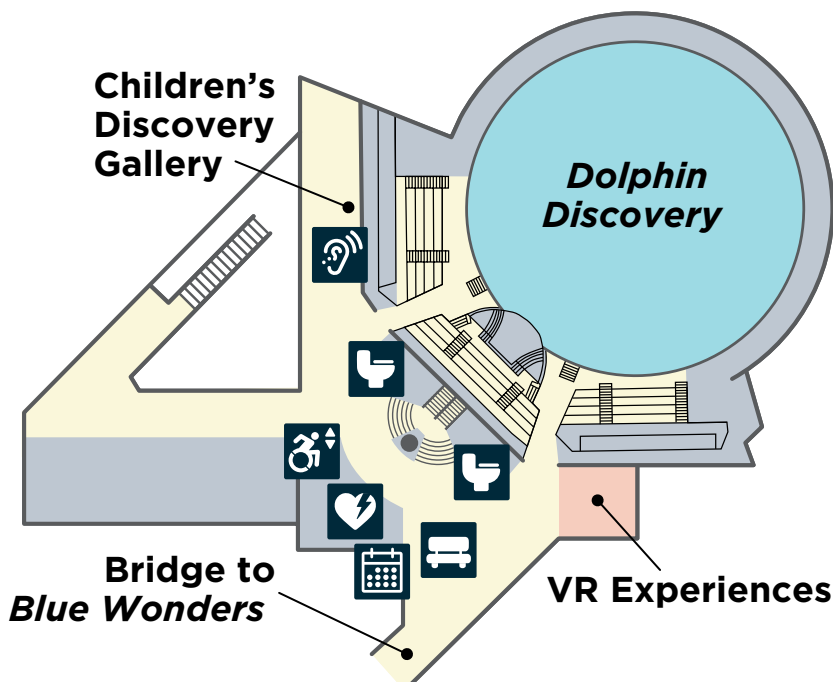 Children’s
Discovery
Gallery
Dolphin
Discovery
Bridge to
Blue Wonders
VR Experiences